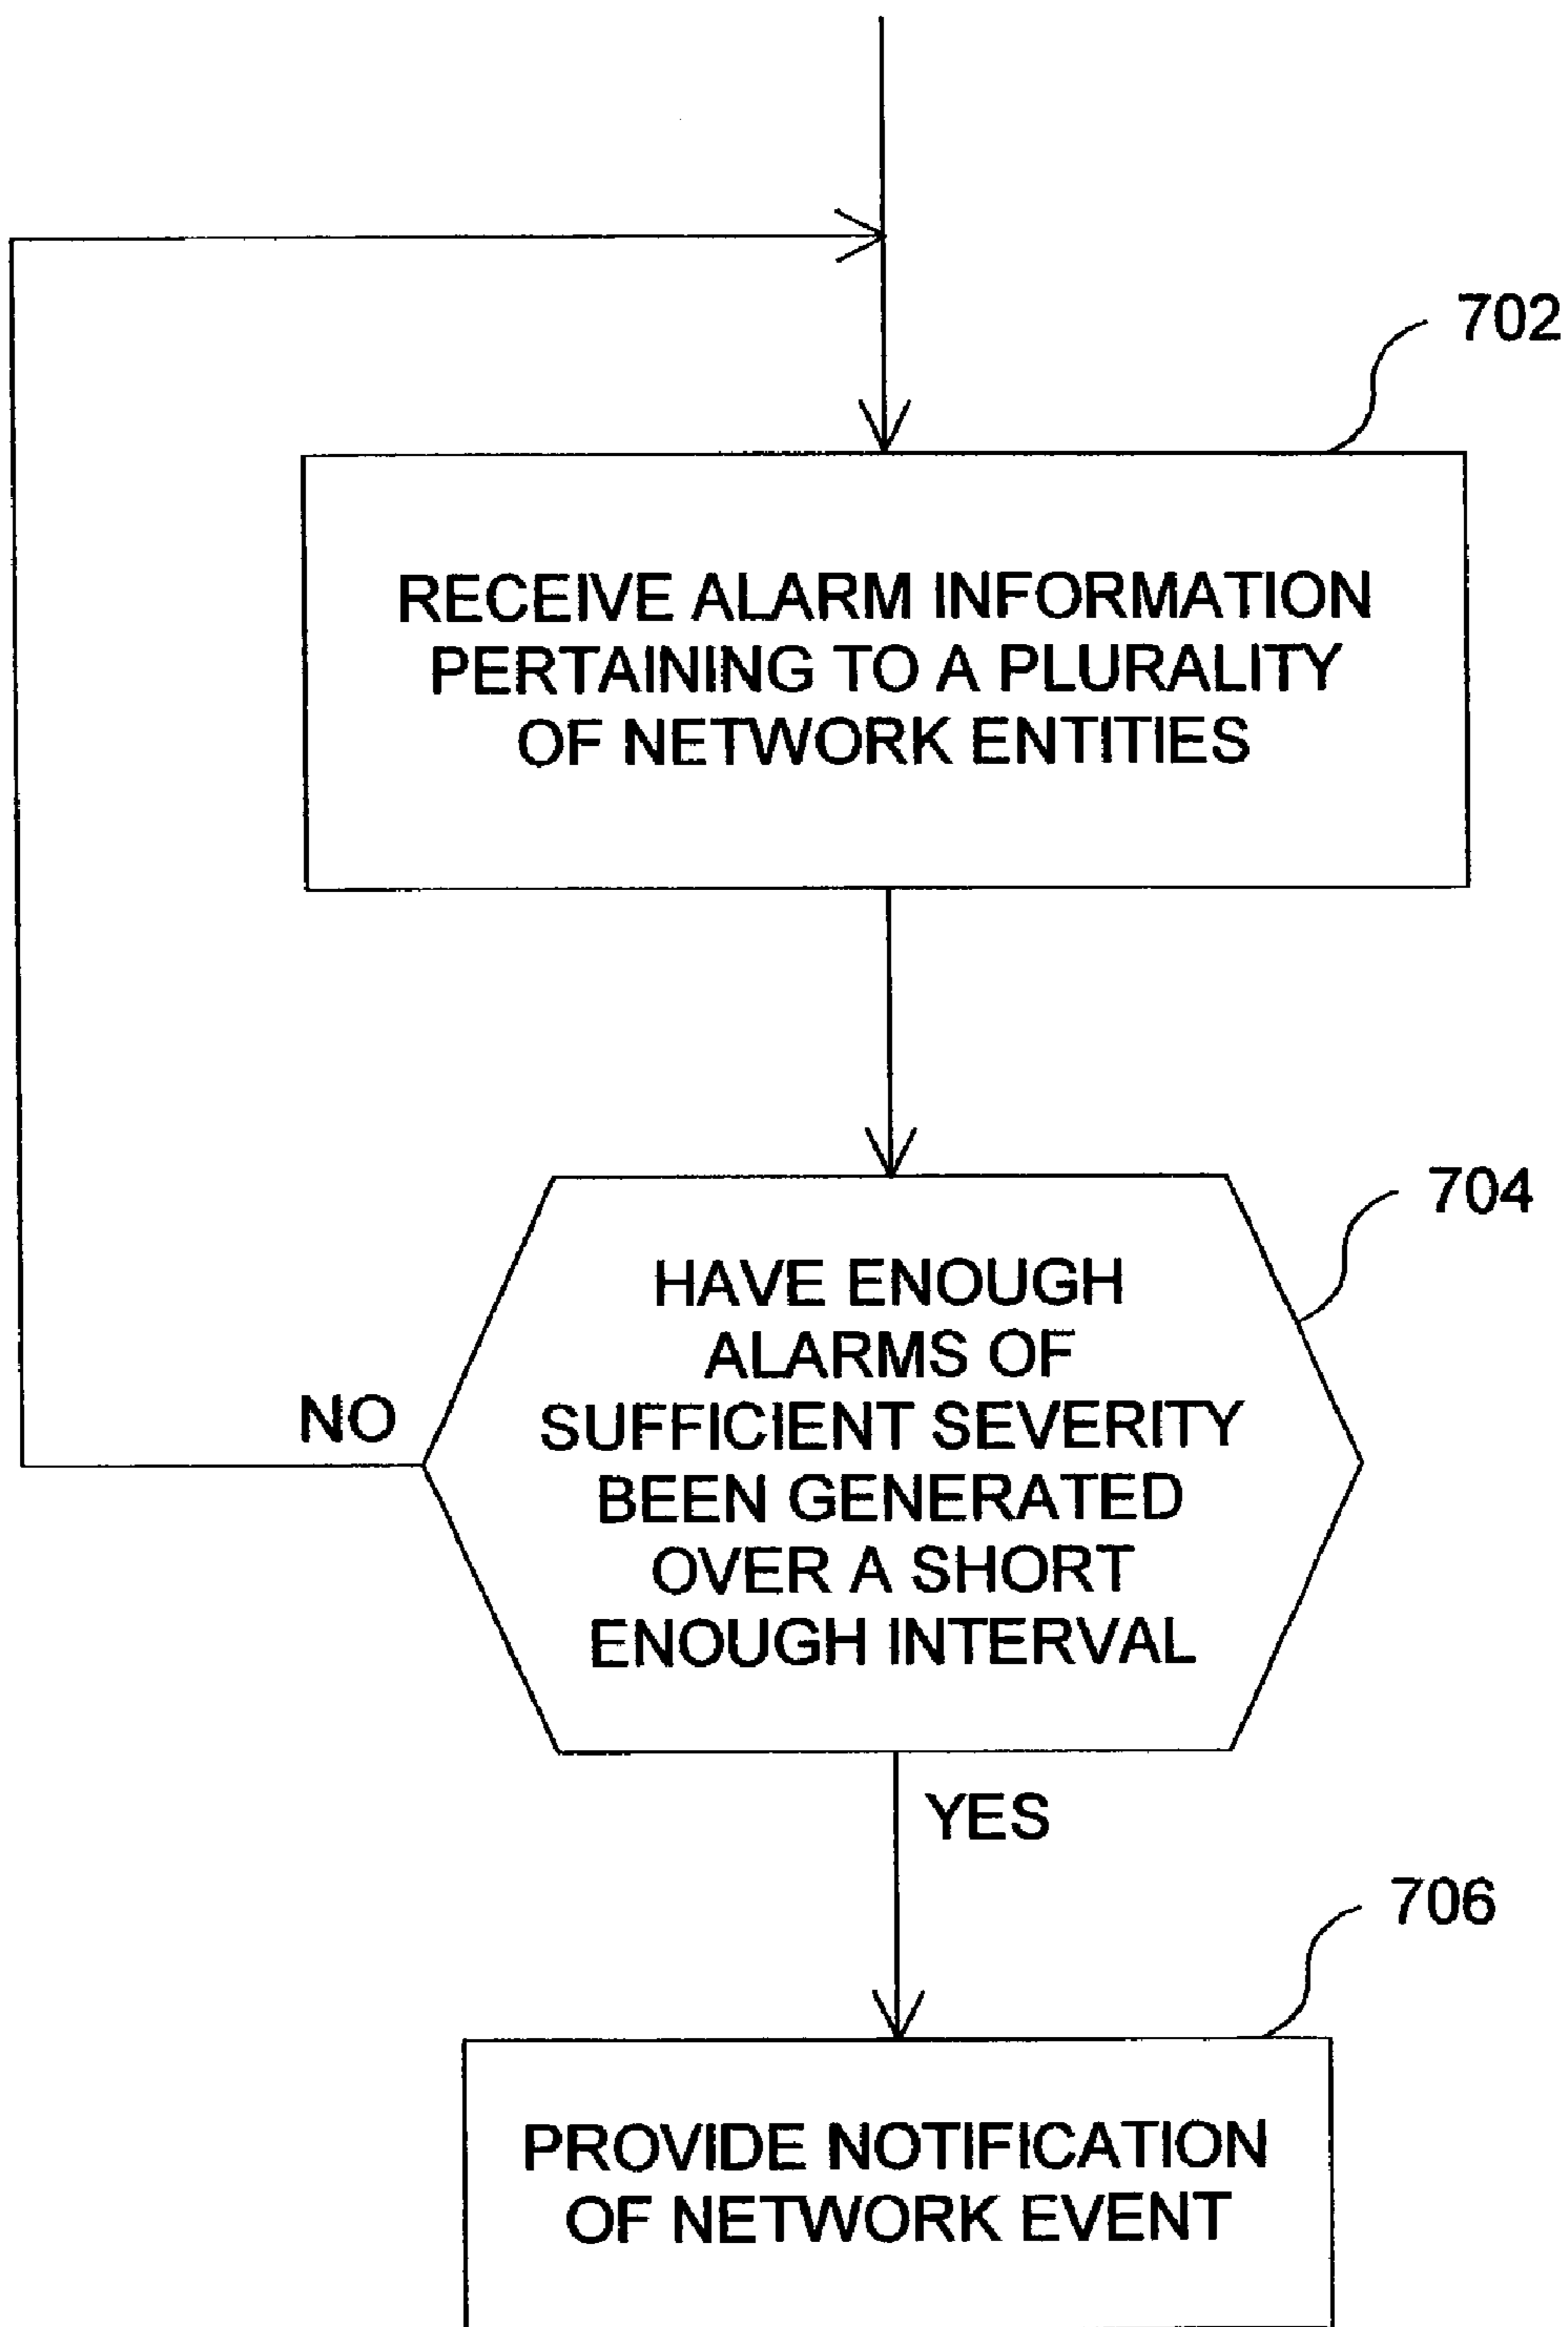 702
RECEIVE ALARM INFORMATION
PERTAINING TO A PLURALITY
OF NETWORK ENTITIES
704
HAVE ENOUGH
ALARMS OF
SUFFICIENT SEVERITY
BEEN GENERATED
OVER A SHORT
ENOUGH INTERVAL
NO
YES
706
PROVIDE NOTIFICATION
OF NETWORK EVENT